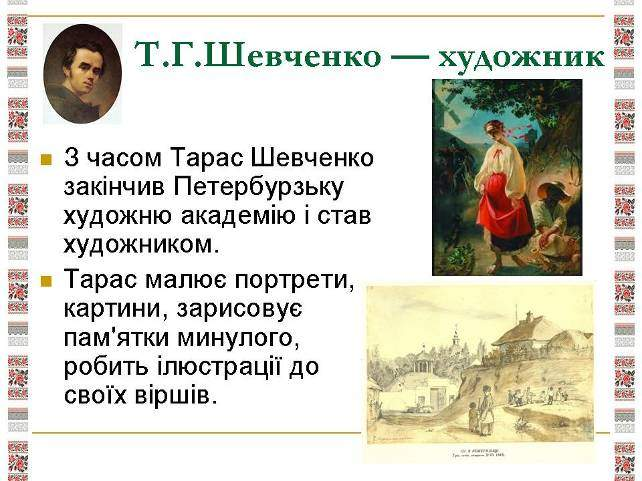 Т.Г.Шевченко — художник
З часом Тарас Шевченко
закінчив Петербурзьку
художню академію і став
художником.
Тарас малює портрети,
картини, зарисовує
пам'ятки минулого,
робить ілюстрації до
своїх віршів.